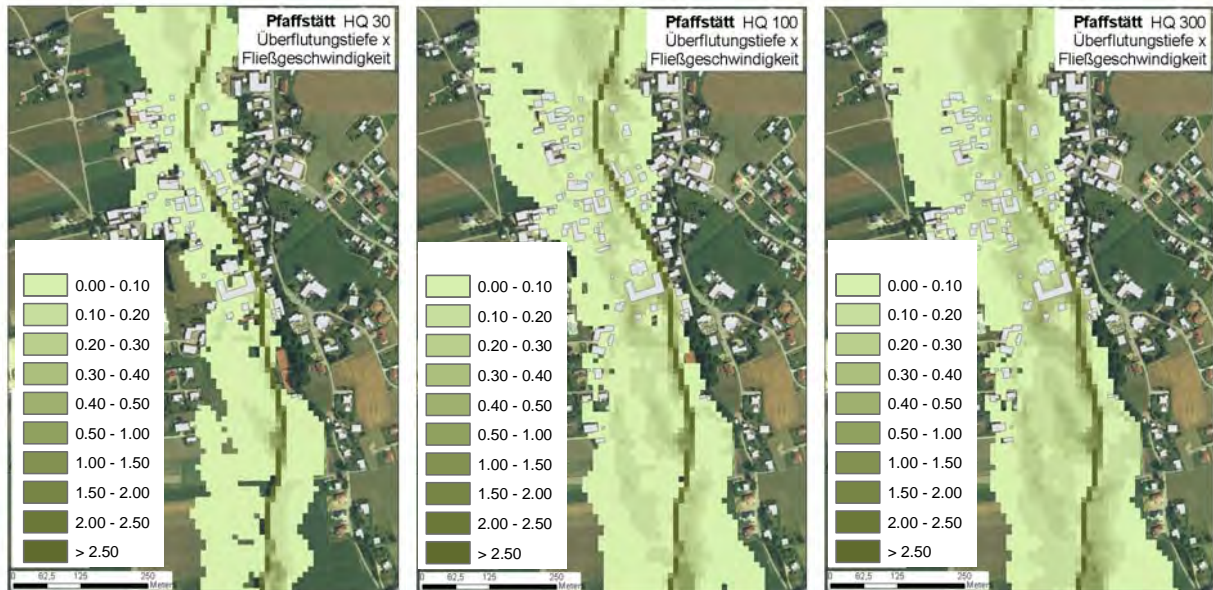 Pfaffstätt HQ 30
Überflutungstiefe x
Fließgeschwindigkeit
0.00 - 0.10
0.10 - 0.20
0.20 - 0.30
0.30 - 0.40
0.40 - 0.50
0.50 - 1.00
1.00 - 1.50
1.50 - 2.00
2.00 - 2.50
> 2.50
0 62,5 125 250
Meters
Pfaffstätt HQ 100
Überflutungstiefe x
Fließgeschwindigkeit
0.00 - 0.10
0.10 - 0.20
0.20 - 0.30
0.30 - 0.40
0.40 - 0.50
0.50 - 1.00
1.00 - 1.50
1.50 - 2.00
2.00 - 2.50
> 2.50
0 62,5 125 250
Meters
Pfaffstätt HQ 300
Überflutungstiefe x
Fließgeschwindigkeit
0.00 - 0.10
0.10 - 0.20
0.20 - 0.30
0.30 - 0.40
0.40 - 0.50
0.50 - 1.00
1.00 - 1.50
1.50 - 2.00
2.00 - 2.50
> 2.50
0 62,5 125 250
Meters